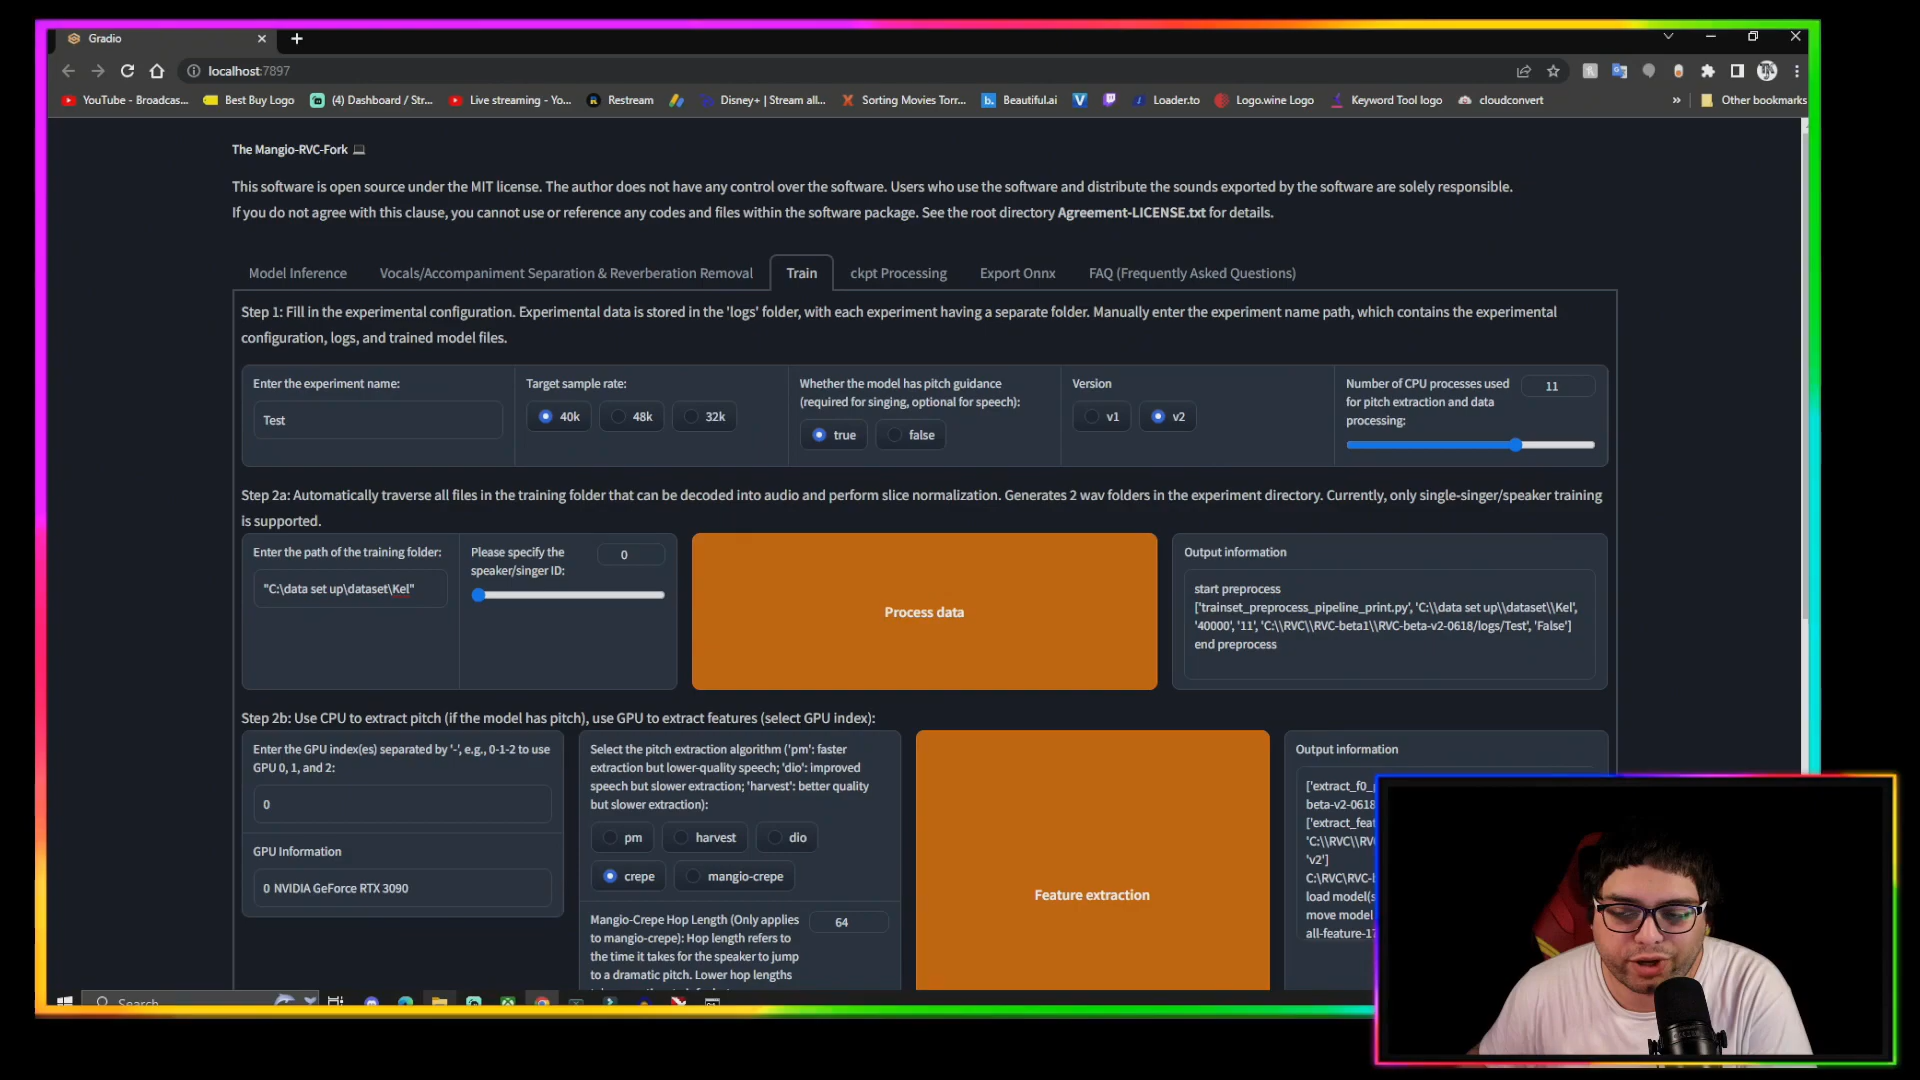 Gradio
localhost:7897
YouTube - Broadcas...
Best Buy Logo
(4) Dashboard / Str...
Live streaming - Yo...
Restream
Disney+ | Stream all...
Sorting Movies Torr...
Beautiful.ai
Loader.to
Logo.wine Logo
Keyword Tool logo
cloudconvert
»
Other bookmarks
The Mangio-RVC-Fork 💻
This software is open source under the MIT license. The author does not have any control over the software. Users who use the software and distribute the sounds exported by the software are solely responsible.
If you do not agree with this clause, you cannot use or reference any codes and files within the software package. See the root directory Agreement-LICENSE.txt for details.
Model Inference
Vocals/Accompaniment Separation & Reverberation Removal
Train
ckpt Processing
Export Onnx
FAQ (Frequently Asked Questions)
Step 1: Fill in the experimental configuration. Experimental data is stored in the 'logs' folder, with each experiment having a separate folder. Manually enter the experiment name path, which contains the experimental
configuration, logs, and trained model files.
Enter the experiment name:
Test
Target sample rate:
40k
48k
32k
Whether the model has pitch guidance
(required for singing, optional for speech):
true
false
Version
v1
v2
Number of CPU processes used
for pitch extraction and data
processing:
11
Step 2a: Automatically traverse all files in the training folder that can be decoded into audio and perform slice normalization. Generates 2 wav folders in the experiment directory. Currently, only single-singer/speaker training
is supported.
Enter the path of the training folder:
"C:\data set up\dataset\Kel"
Please specify the
speaker/singer ID:
0
Process data
Output information
start preprocess
['trainset_preprocess_pipeline_print.py', 'C:\\data set up\\dataset\\Kel',
'40000', '11', 'C:\\RVC\\RVC-beta1\\RVC-beta-v2-0618/logs/Test', 'False']
end preprocess
Step 2b: Use CPU to extract pitch (if the model has pitch), use GPU to extract features (select GPU index):
Enter the GPU index(es) separated by '-', e.g., 0-1-2 to use
GPU 0, 1, and 2:
0
GPU Information
0 NVIDIA GeForce RTX 3090
Select the pitch extraction algorithm ('pm': faster
extraction but lower-quality speech; 'dio': improved
speech but slower extraction; 'harvest': better quality
but slower extraction):
pm
harvest
dio
crepe
mangio-crepe
Mangio-Crepe Hop Length (Only applies
to mangio-crepe): Hop length refers to
the time it takes for the speaker to jump
to a dramatic pitch. Lower hop lengths
64
Feature extraction
Output information
['extract_f0_
beta-v2-0618
['extract_feat
'C:\\RVC\\RV
'v2']
C:\RVC\RVC-
load model(s
move model
all-feature-1
Search